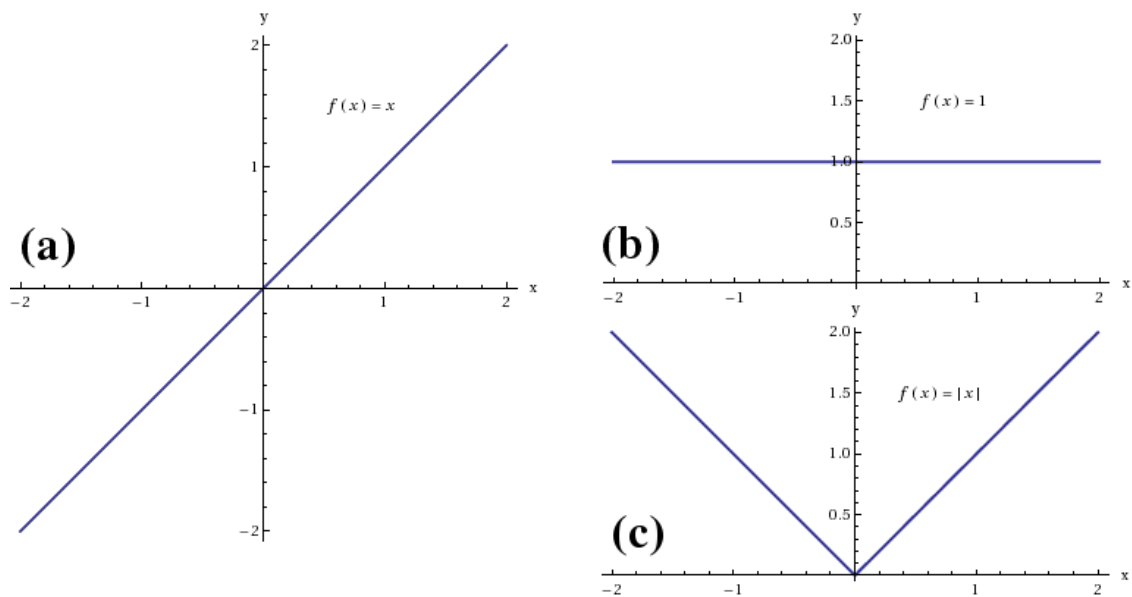 y
2
f(x) = x
1
(a)
−2 −1 1 2 x
−1
−2
y
2.0
1.5 f(x) = 1
1.0
0.5
(b)
−2 −1 1 2 x
y
2.0
1.5 f(x) = |x|
1.0
0.5
(c)
−2 −1 1 2 x